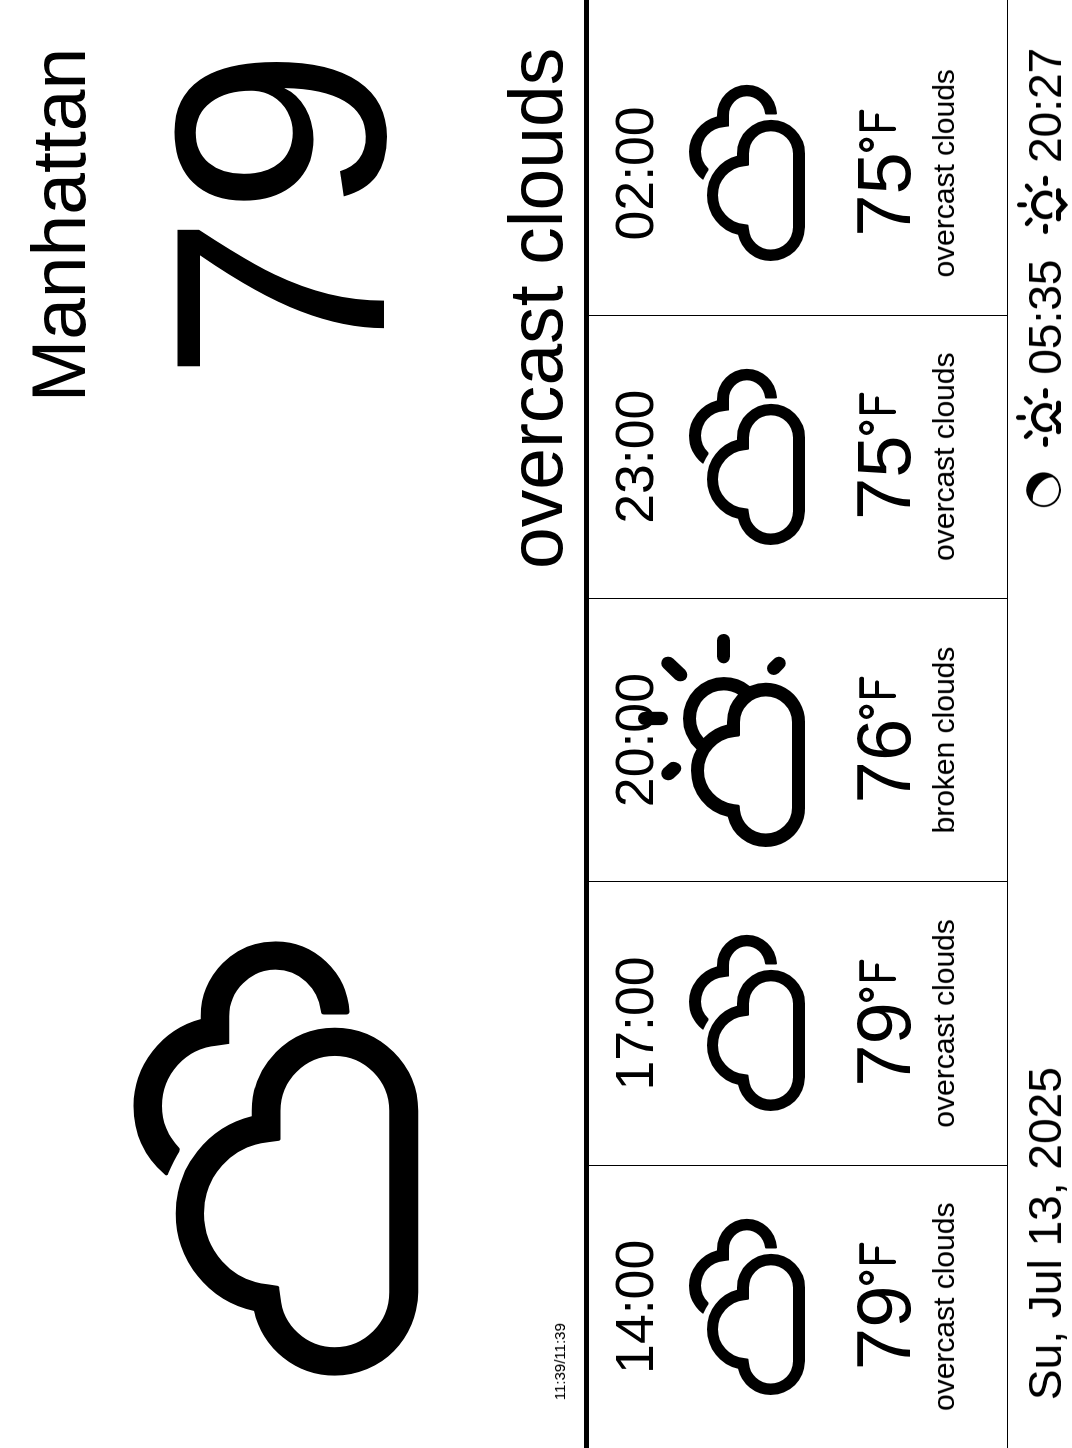 Manhattan
79
overcast clouds
11:39/11:39
14:00 17:00 20:00 23:00 02:00
79°F 79°F 76°F 75°F 75°F
overcast clouds overcast clouds broken clouds overcast clouds overcast clouds
Su, Jul 13, 2025 05:35 20:27